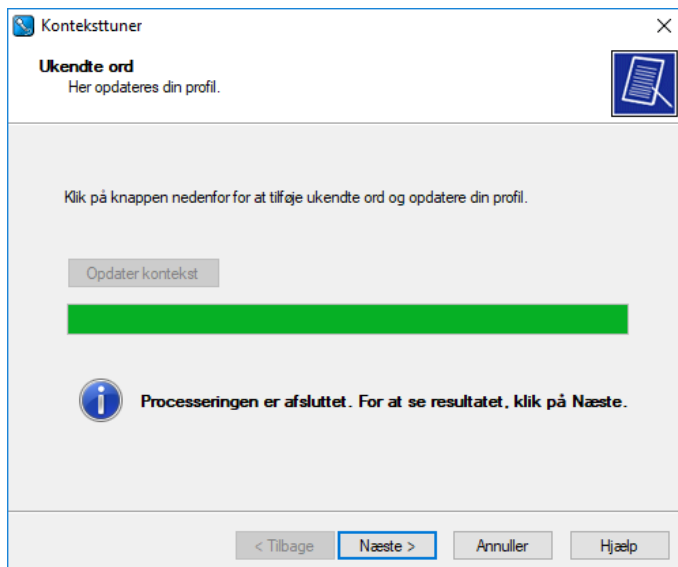 Konteksttuner
Ukendte ord
Her opdateres din profil.
Klik på knappen nedenfor for at tilføje ukendte ord og opdatere din profil.
Opdater kontekst
Processeringen er afsluttet. For at se resultatet, klik på Næste.
< Tilbage
Næste >
Annuller
Hjælp